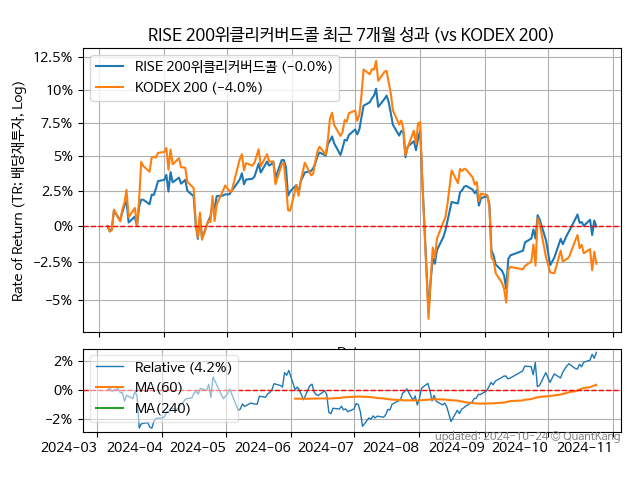 RISE 200위클리커버드콜 최근 7개월 성과 (vs KODEX 200)
Rate of Return (TR: 배당재투자, Log)
12.5%
10%
7.5%
5%
2.5%
0%
−2.5%
−5%
RISE 200위클리커버드콜 (−0.0%)
KODEX 200 (−4.0%)
2%
0%
−2%
Relative (4.2%)
MA(60)
MA(240)
2024−03 2024−04 2024−05 2024−06 2024−07 2024−08 2024−09 2024−10 2024−11
updated: 2024−10−24 © QuantKang